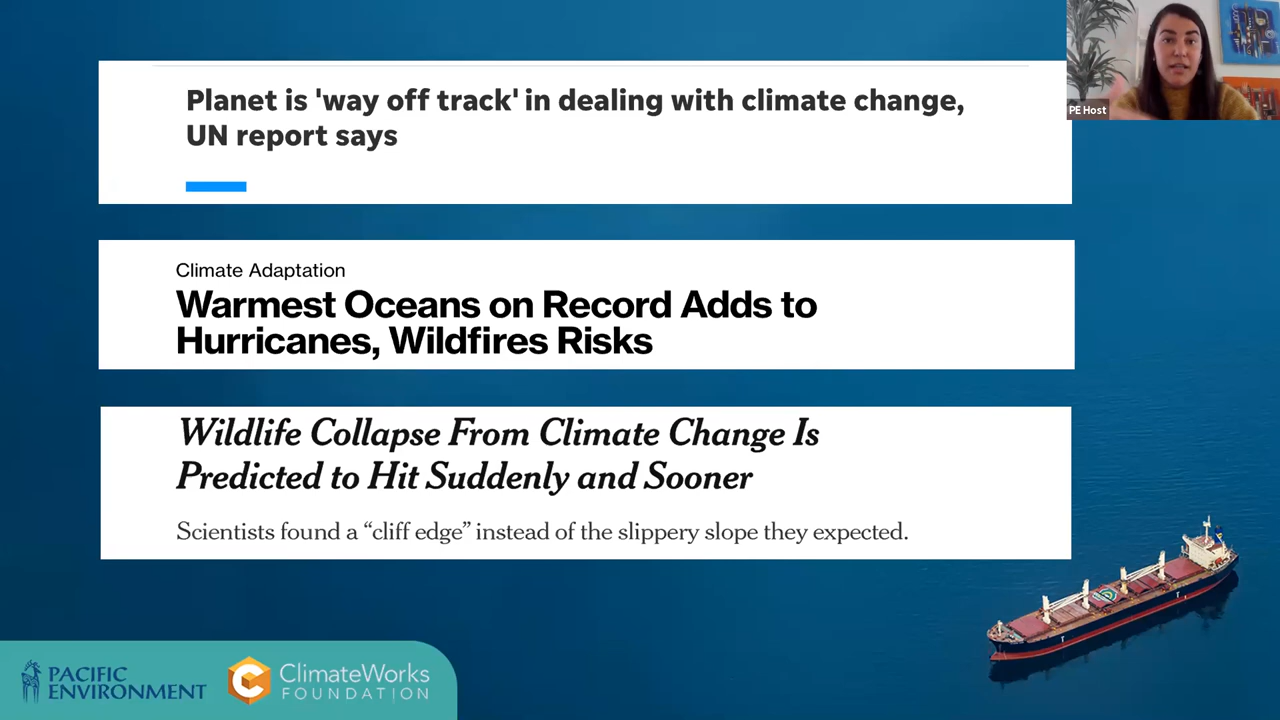 Planet is 'way off track' in dealing with climate change,
UN report says
PE Host
Climate Adaptation
Warmest Oceans on Record Adds to
Hurricanes, Wildfires Risks
Wildlife Collapse From Climate Change Is
Predicted to Hit Suddenly and Sooner
Scientists found a “cliff edge” instead of the slippery slope they expected.
PACIFIC
ENVIRONMENT
ClimateWorks
FOUNDATION